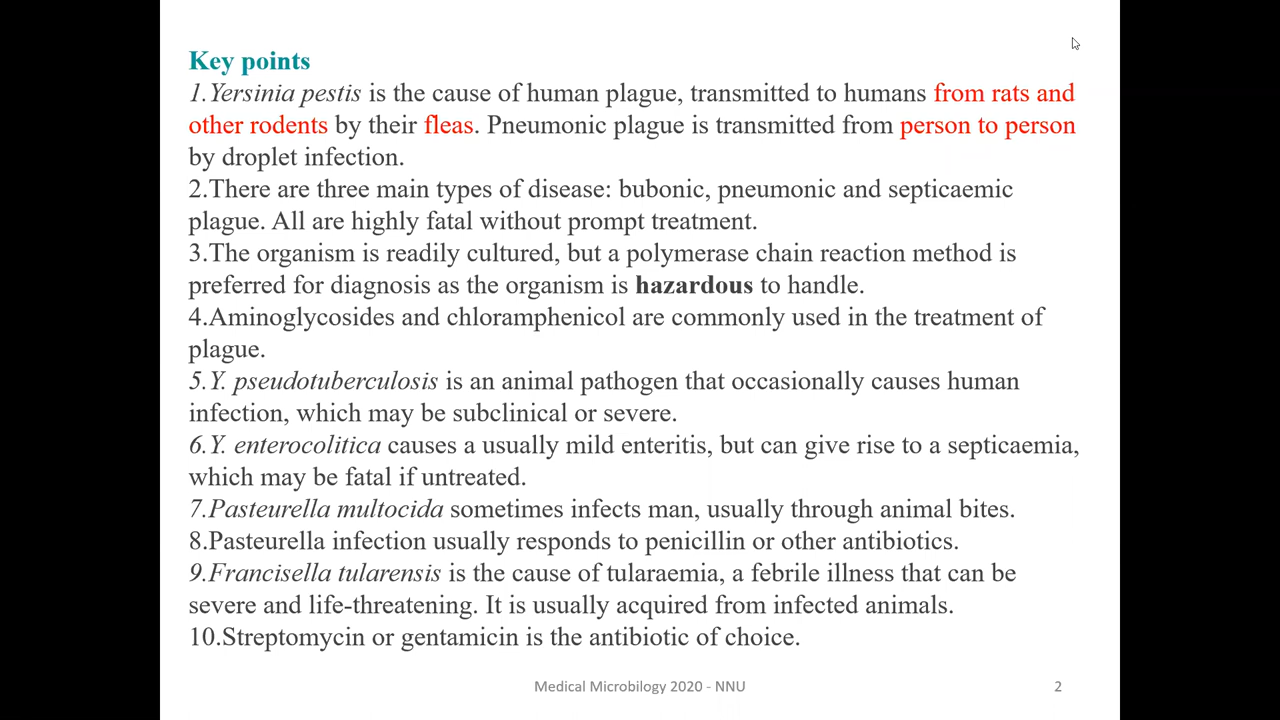 Key points
1.Yersinia pestis is the cause of human plague, transmitted to humans from rats and
other rodents by their fleas. Pneumonic plague is transmitted from person to person
by droplet infection.
2.There are three main types of disease: bubonic, pneumonic and septicaemic
plague. All are highly fatal without prompt treatment.
3.The organism is readily cultured, but a polymerase chain reaction method is
preferred for diagnosis as the organism is hazardous to handle.
4.Aminoglycosides and chloramphenicol are commonly used in the treatment of
plague.
5.Y. pseudotuberculosis is an animal pathogen that occasionally causes human
infection, which may be subclinical or severe.
6.Y. enterocolitica causes a usually mild enteritis, but can give rise to a septicaemia,
which may be fatal if untreated.
7.Pasteurella multocida sometimes infects man, usually through animal bites.
8.Pasteurella infection usually responds to penicillin or other antibiotics.
9.Francisella tularensis is the cause of tularaemia, a febrile illness that can be
severe and life-threatening. It is usually acquired from infected animals.
10.Streptomycin or gentamicin is the antibiotic of choice.
Medical Microbilogy 2020 - NNU 2